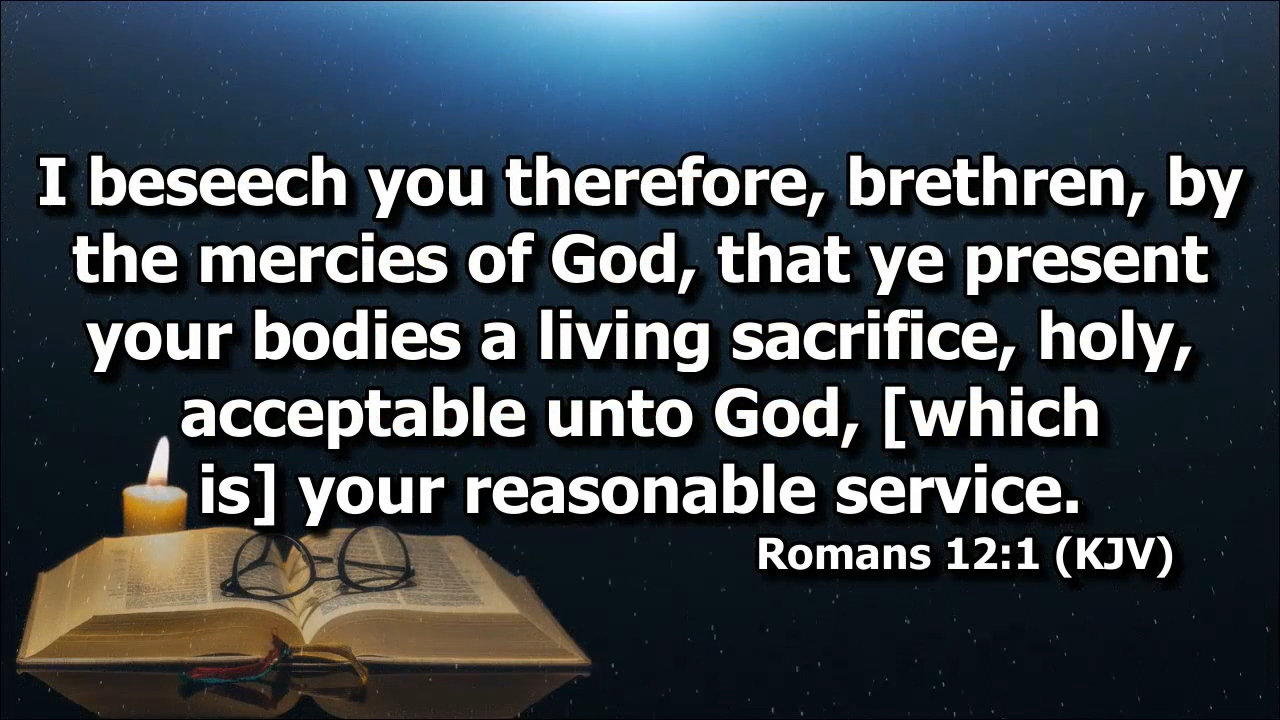 I beseech you therefore, brethren, by
the mercies of God, that ye present
your bodies a living sacrifice, holy,
acceptable unto God, [which
is] your reasonable service.
Romans 12:1 (KJV)